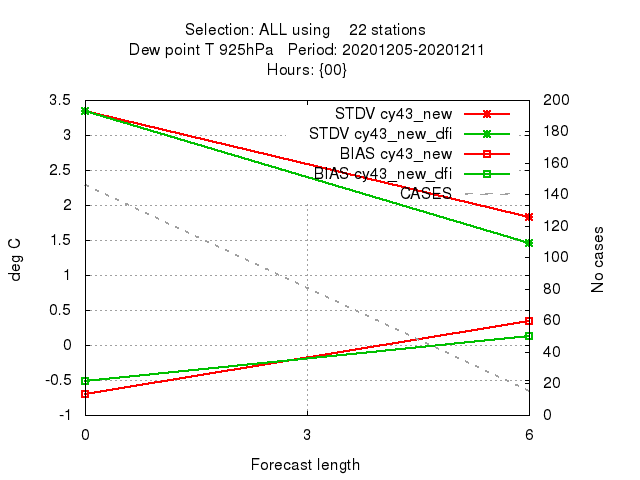 Selection: ALL using 22 stations
Dew point T 925hPa Period: 20201205-20201211
Hours: {00}
3.5
3
2.5
2
1.5
1
0.5
0
-0.5
-1
deg C
STDV cy43_new
STDV cy43_new_dfi
BIAS cy43_new
BIAS cy43_new_dfi
CASES
200
180
160
140
120
100
80
60
40
20
0
No cases
0 3 6
Forecast length